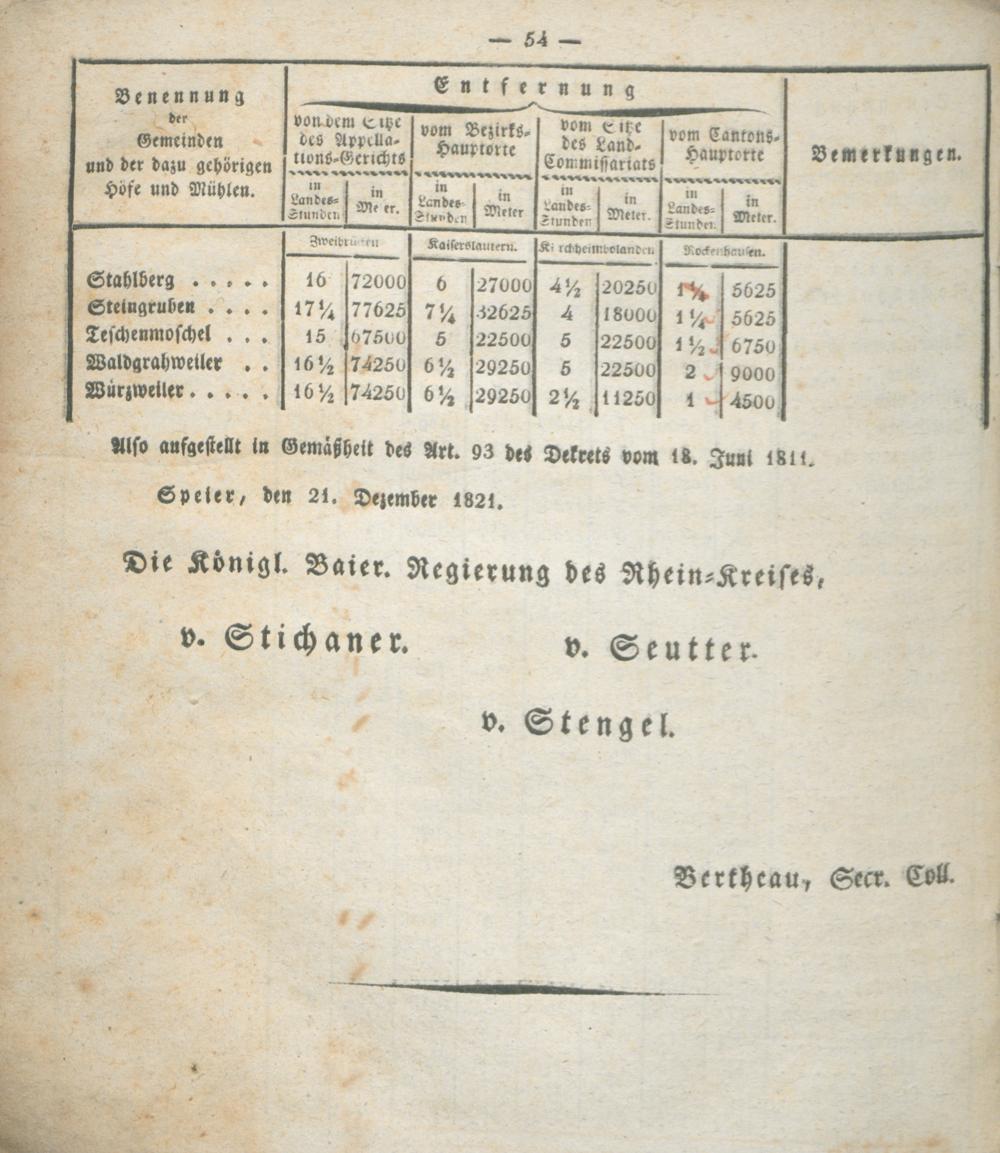 — 54 —
Benennung
der
Gemeinden
und der dazu gehörigen
Höfe und Mühlen.
Entfernung
von dem Sitze
des Appella-
tions-Gerichts
vom Bezirks-
Hauptorte
vom Sitze
des Land-
Commissariats
vom Cantons-
Hauptorte
Bemerkungen.
in Landes-Stunden
in Meter.
in Landes-Stunden
in Meter
in Landes-Stunden
in Meter.
in Landes-Stunden.
in Meter.
Zweibrücken
Kaiserslautern.
Kirchheimbolanden
Rockenhausen.
Stahlberg . . . . . 16 72000 6 27000 4½ 20250 1¼ 5625
Steingruben . . . . 17¼ 77625 7¼ 32625 4 18000 1¼ 5625
Teschenmoschel . . . 15 67500 5 22500 5 22500 1½ 6750
Waldgrahweiler . . 16½ 74250 6½ 29250 5 22500 2 9000
Würzweiler . . . . . 16½ 74250 6½ 29250 2½ 11250 1 4500
Also aufgestellt in Gemäßheit des Art. 93 des Dekrets vom 18. Juni 1811.
Speier, den 21. Dezember 1821.
Die Königl. Baier. Regierung des Rhein-Kreises,
v. Stichaner. v. Seutter.
v. Stengel.
Bertheau, Secr. Coll.